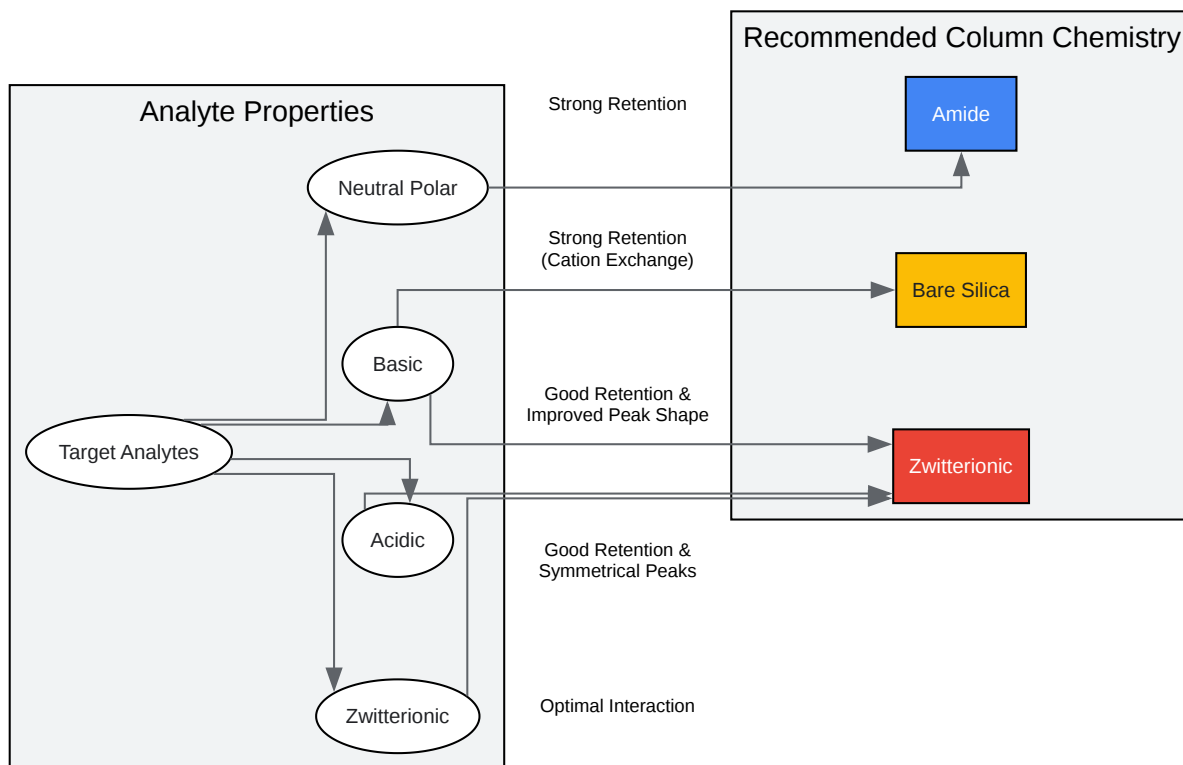 Recommended Column Chemistry
Analyte Properties
Strong Retention
Amide
Neutral Polar
Strong Retention
(Cation Exchange)
Bare Silica
Basic
Good Retention &
Improved Peak Shape
Target Analytes
Zwitterionic
Acidic
Good Retention &
Symmetrical Peaks
Zwitterionic
Optimal Interaction